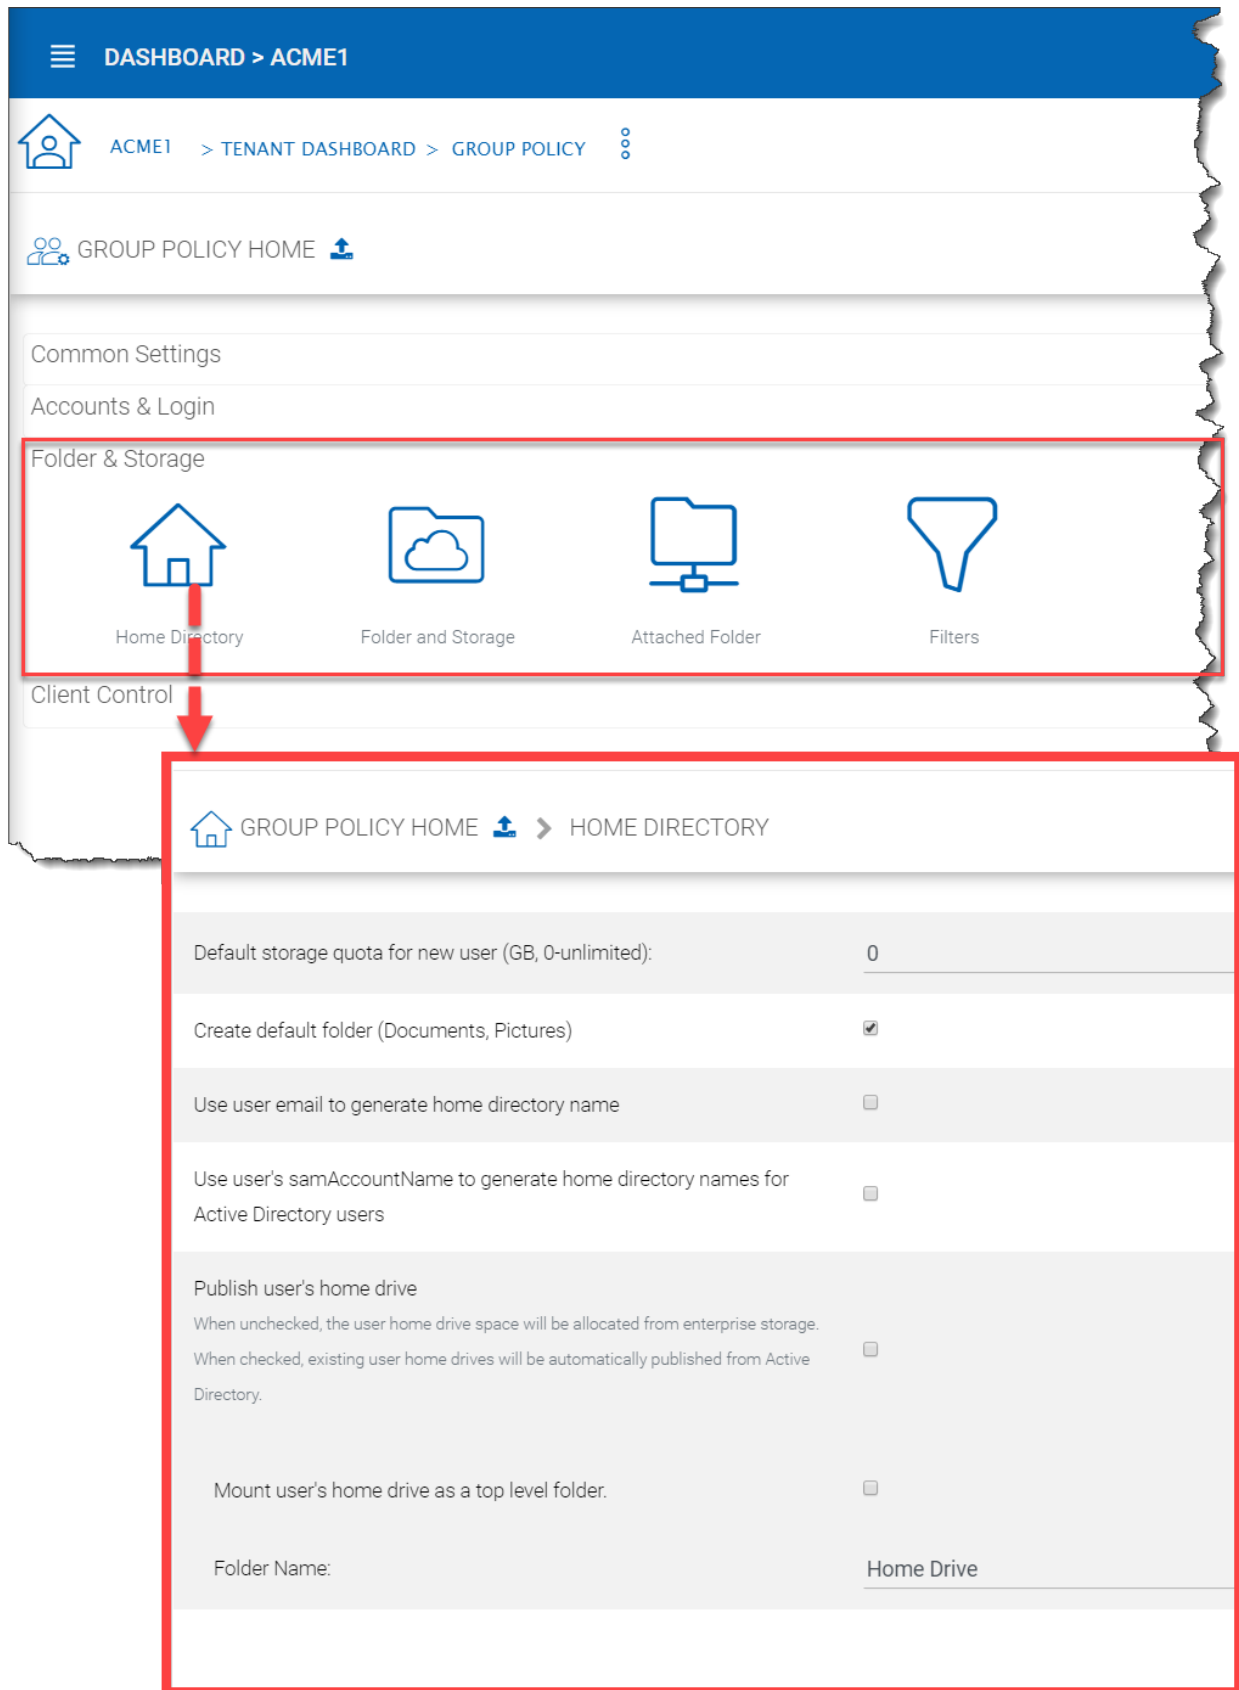 DASHBOARD > ACME1
ACME1 > TENANT DASHBOARD > GROUP POLICY
GROUP POLICY HOME
Common Settings
Accounts & Login
Folder & Storage
Home Directory Folder and Storage Attached Folder Filters
Client Control
GROUP POLICY HOME > HOME DIRECTORY
Default storage quota for new user (GB, 0-unlimited): 0
Create default folder (Documents, Pictures)
Use user email to generate home directory name
Use user's samAccountName to generate home directory names for
Active Directory users
Publish user's home drive
When unchecked, the user home drive space will be allocated from enterprise storage.
When checked, existing user home drives will be automatically published from Active
Directory.
Mount user's home drive as a top level folder.
Folder Name: Home Drive